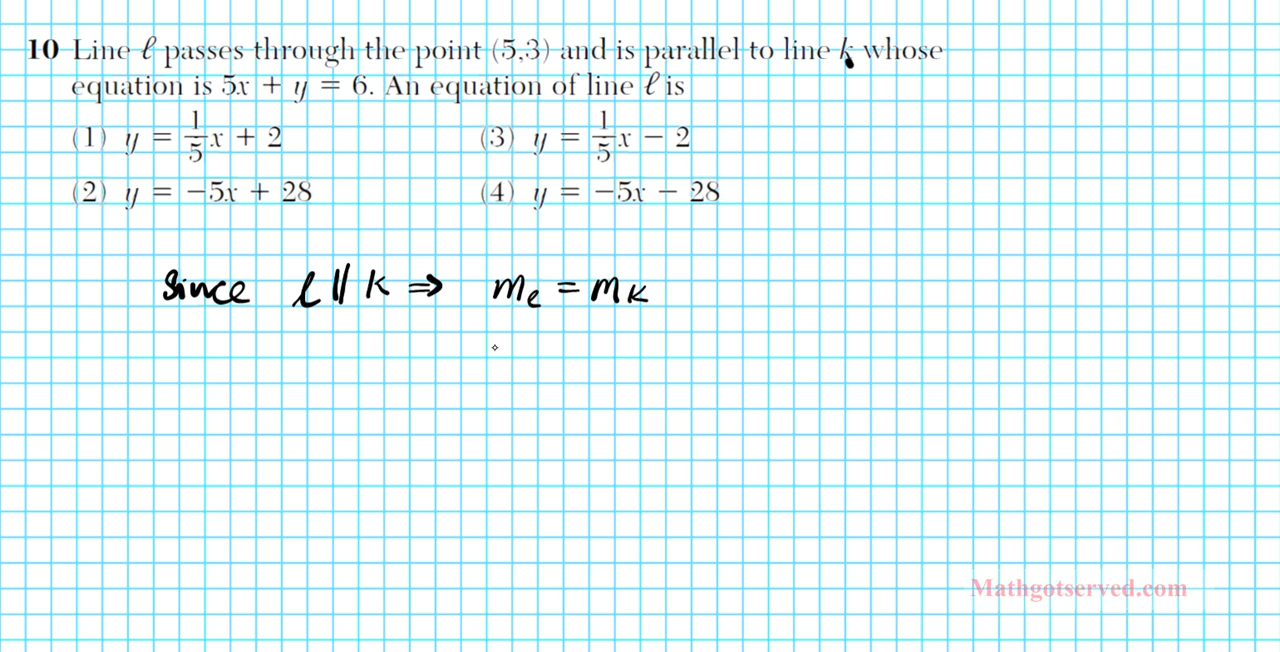 10 Line ℓ passes through the point (5,3) and is parallel to line k whose
equation is 5x + y = 6. An equation of line ℓ is
(1) y = 1/5 x + 2 (3) y = 1/5 x − 2
(2) y = −5x + 28 (4) y = −5x − 28
Since ℓ || k ⇒ mℓ = mk
Mathgotserved.com